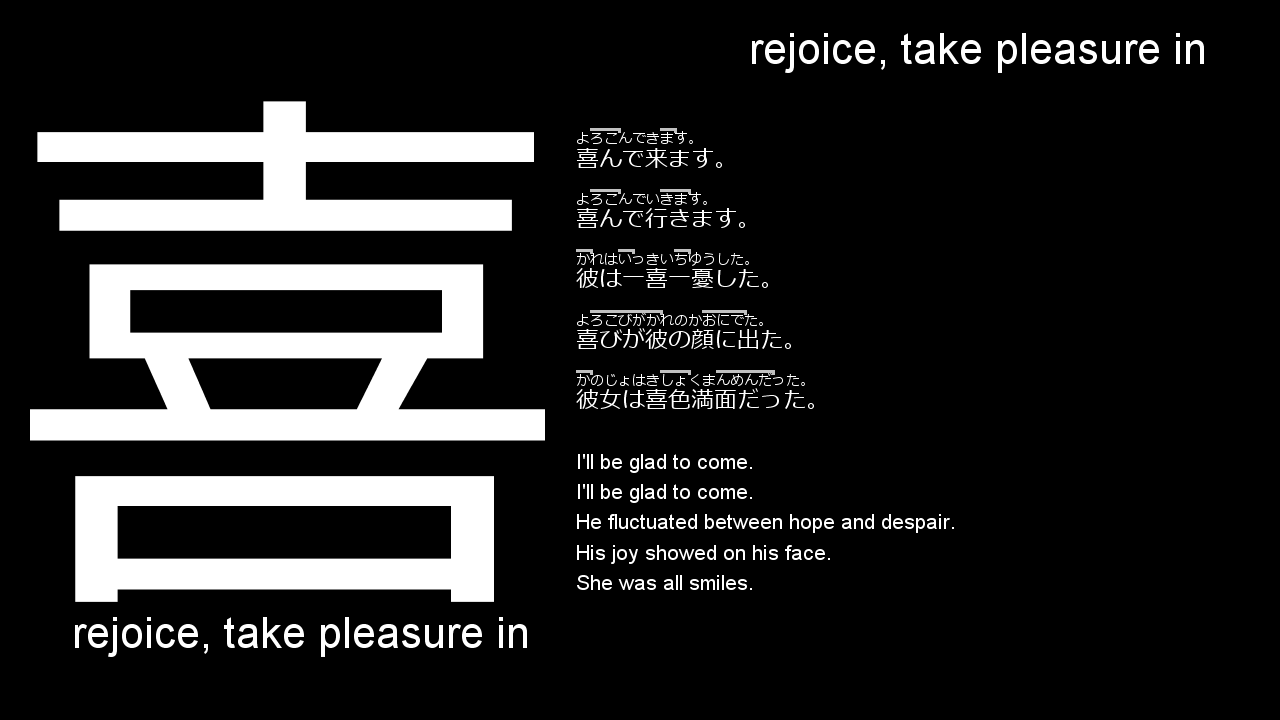 rejoice, take pleasure in
喜
よろこんできます。
喜んで来ます。
よろこんでいきます。
喜んで行きます。
かれはいっきいちゆうした。
彼は一喜一憂した。
よろこびがかれのかおにでた。
喜びが彼の顔に出た。
かのじょはきしょくまんめんだった。
彼女は喜色満面だった。
I'll be glad to come.
I'll be glad to come.
He fluctuated between hope and despair.
His joy showed on his face.
She was all smiles.
rejoice, take pleasure in